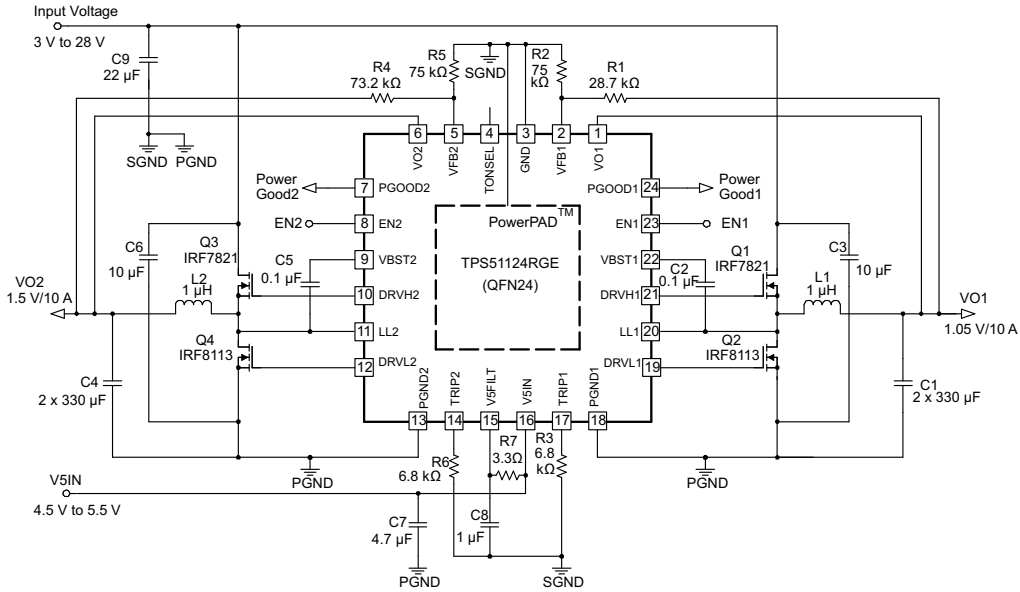 Input Voltage
3 V to 28 V
C9
22 µF
SGND
PGND
R4
73.2 kΩ
R5
75 kΩ
SGND
R2
75
kΩ
R1
28.7 kΩ
6
5
4
3
2
1
VO2
VFB2
TONSEL
GND
VFB1
VO1
Power
Good2
7
PGOOD2
PGOOD1
24
Power
Good1
EN2
8
EN2
EN1
23
EN1
PowerPAD™
TPS51124RGE
(QFN24)
C6
10 µF
Q3
IRF7821
C5
0.1 µF
9
VBST2
VBST1
22
C2
0.1 µF
Q1
IRF7821
C3
10 µF
VO2
1.5 V/10 A
L2
1 µH
10
DRVH2
DRVH1
21
L1
1 µH
VO1
1.05 V/10 A
11
LL2
LL1
20
Q4
IRF8113
12
DRVL2
DRVL1
19
Q2
IRF8113
C4
2 x 330 µF
C1
2 x 330 µF
PGND2
TRIP2
V5FILT
V5IN
TRIP1
PGND1
13
14
15
16
17
18
PGND
R6
6.8 kΩ
R7
3.3Ω
R3
6.8
kΩ
PGND
V5IN
4.5 V to 5.5 V
C7
4.7 µF
C8
1 µF
PGND
SGND